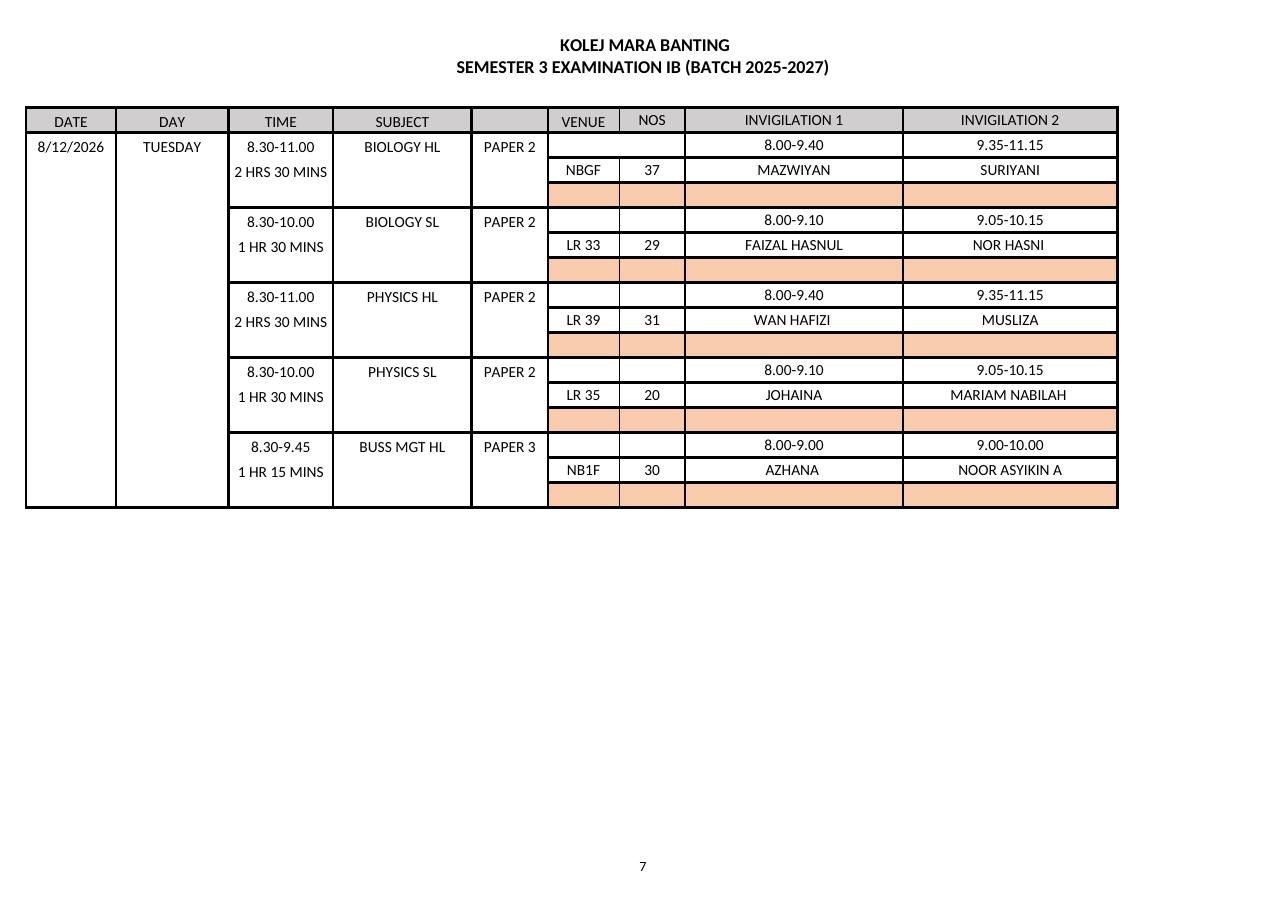 KOLEJ MARA BANTING
SEMESTER 3 EXAMINATION IB (BATCH 2025-2027)
DATE DAY TIME SUBJECT VENUE NOS INVIGILATION 1 INVIGILATION 2
8/12/2026 TUESDAY 8.30-11.00 BIOLOGY HL PAPER 2 8.00-9.40 9.35-11.15
2 HRS 30 MINS NBGF 37 MAZWIYAN SURIYANI
8.30-10.00 BIOLOGY SL PAPER 2 8.00-9.10 9.05-10.15
1 HR 30 MINS LR 33 29 FAIZAL HASNUL NOR HASNI
8.30-11.00 PHYSICS HL PAPER 2 8.00-9.40 9.35-11.15
2 HRS 30 MINS LR 39 31 WAN HAFIZI MUSLIZA
8.30-10.00 PHYSICS SL PAPER 2 8.00-9.10 9.05-10.15
1 HR 30 MINS LR 35 20 JOHAINA MARIAM NABILAH
8.30-9.45 BUSS MGT HL PAPER 3 8.00-9.00 9.00-10.00
1 HR 15 MINS NB1F 30 AZHANA NOOR ASYIKIN A
7